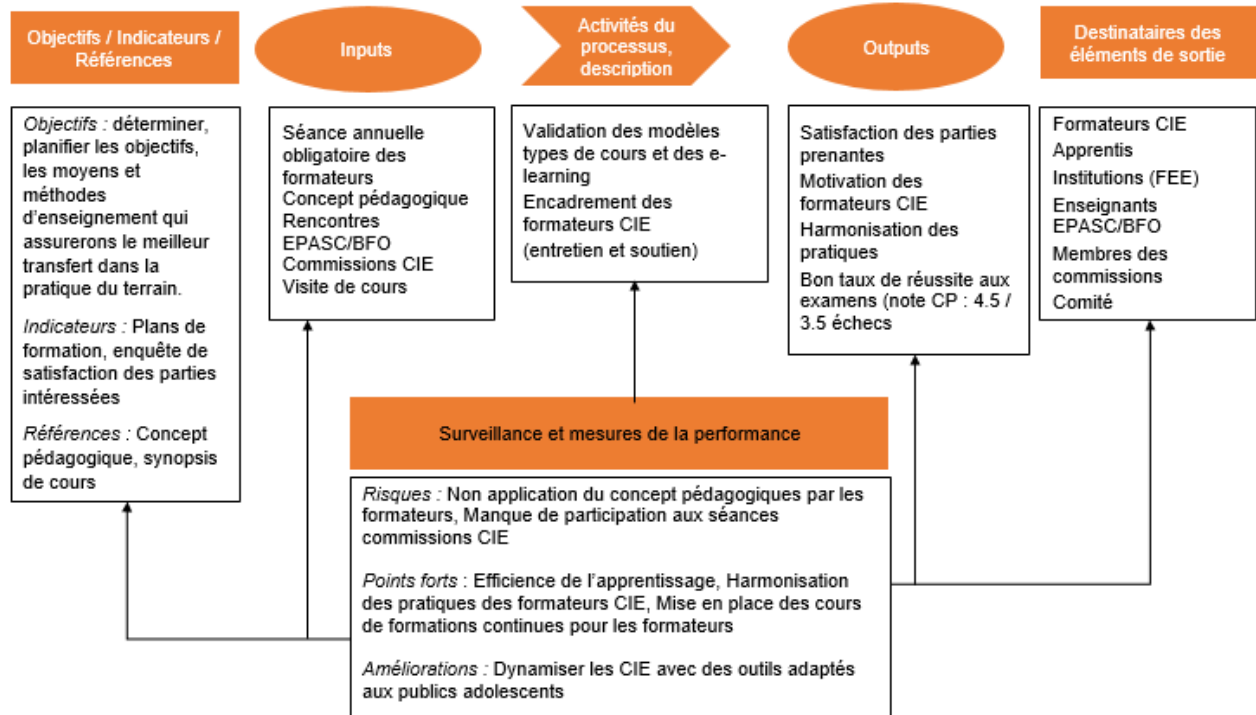 Objectifs / Indicateurs /
Références
Inputs
Activités du
processus,
description
Outputs
Destinataires des
éléments de sortie
Objectifs : déterminer,
planifier les objectifs,
les moyens et
méthodes
d'enseignement qui
assurerons le meilleur
transfert dans la
pratique du terrain.
Indicateurs : Plans de
formation, enquête de
satisfaction des parties
intéressées
Références : Concept
pédagogique, synopsis
de cours
Séance annuelle
obligatoire des
formateurs
Concept pédagogique
Rencontres
EPASC/BFO
Commissions CIE
Visite de cours
Validation des modèles
types de cours et des e-
learning
Encadrement des
formateurs CIE
(entretien et soutien)
Satisfaction des parties
prenantes
Motivation des
formateurs CIE
Harmonisation des
pratiques
Bon taux de réussite aux
examens (note CP : 4.5 /
3.5 échecs
Formateurs CIE
Apprentis
Institutions (FEE)
Enseignants
EPASC/BFO
Membres des
commissions
Comité
Surveillance et mesures de la performance
Risques : Non application du concept pédagogiques par les
formateurs, Manque de participation aux séances
commissions CIE
Points forts : Efficience de l'apprentissage, Harmonisation
des pratiques des formateurs CIE, Mise en place des cours
de formations continues pour les formateurs
Améliorations : Dynamiser les CIE avec des outils adaptés
aux publics adolescents